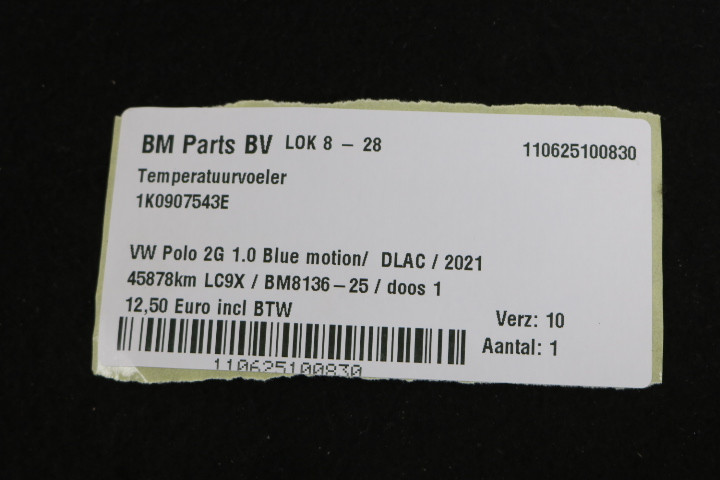 BM Parts BV LOK 8 – 28 110625100830
Temperatuurvoeler
1K0907543E
VW Polo 2G 1.0 Blue motion/ DLAC / 2021
45878km LC9X / BM8136–25 / doos 1
12,50 Euro incl BTW
Verz: 10
Aantal: 1
110625100830